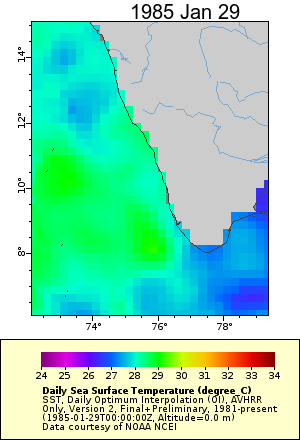 1985 Jan 29
14°
12°
10°
8°
74° 76° 78°
24 25 26 27 28 29 30 31 32 33 34
Daily Sea Surface Temperature (degree_C)
SST, Daily Optimum Interpolation (OI), AVHRR
Only, Version 2, Final+Preliminary, 1981-present
(1985-01-29T00:00:00Z, Altitude=0.0 m)
Data courtesy of NOAA NCEI